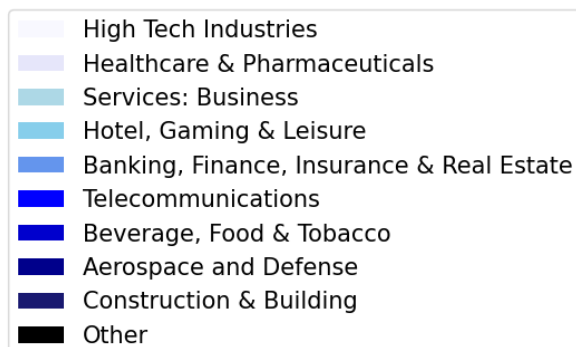 High Tech Industries
Healthcare & Pharmaceuticals
Services: Business
Hotel, Gaming & Leisure
Banking, Finance, Insurance & Real Estate
Telecommunications
Beverage, Food & Tobacco
Aerospace and Defense
Construction & Building
Other